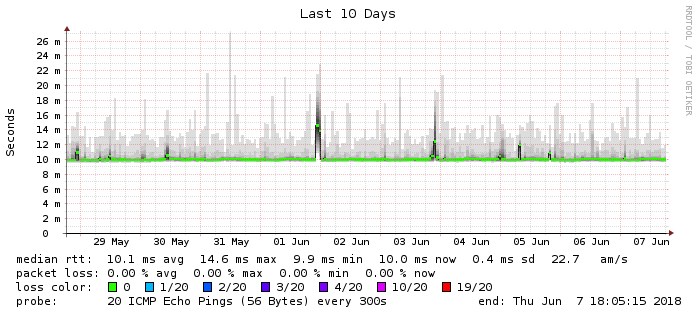 Last 10 Days
RRDTOOL / TOBI OETIKER
Seconds
26 m
24 m
22 m
20 m
18 m
16 m
14 m
12 m
10 m
8 m
6 m
4 m
2 m
0
29 May 30 May 31 May 01 Jun 02 Jun 03 Jun 04 Jun 05 Jun 06 Jun 07 Jun
median rtt: 10.1 ms avg 14.6 ms max 9.9 ms min 10.0 ms now 0.4 ms sd 22.7 am/s
packet loss: 0.00 % avg 0.00 % max 0.00 % min 0.00 % now
loss color: 0 1/20 2/20 3/20 4/20 10/20 19/20
probe: 20 ICMP Echo Pings (56 Bytes) every 300s end: Thu Jun 7 18:05:15 2018